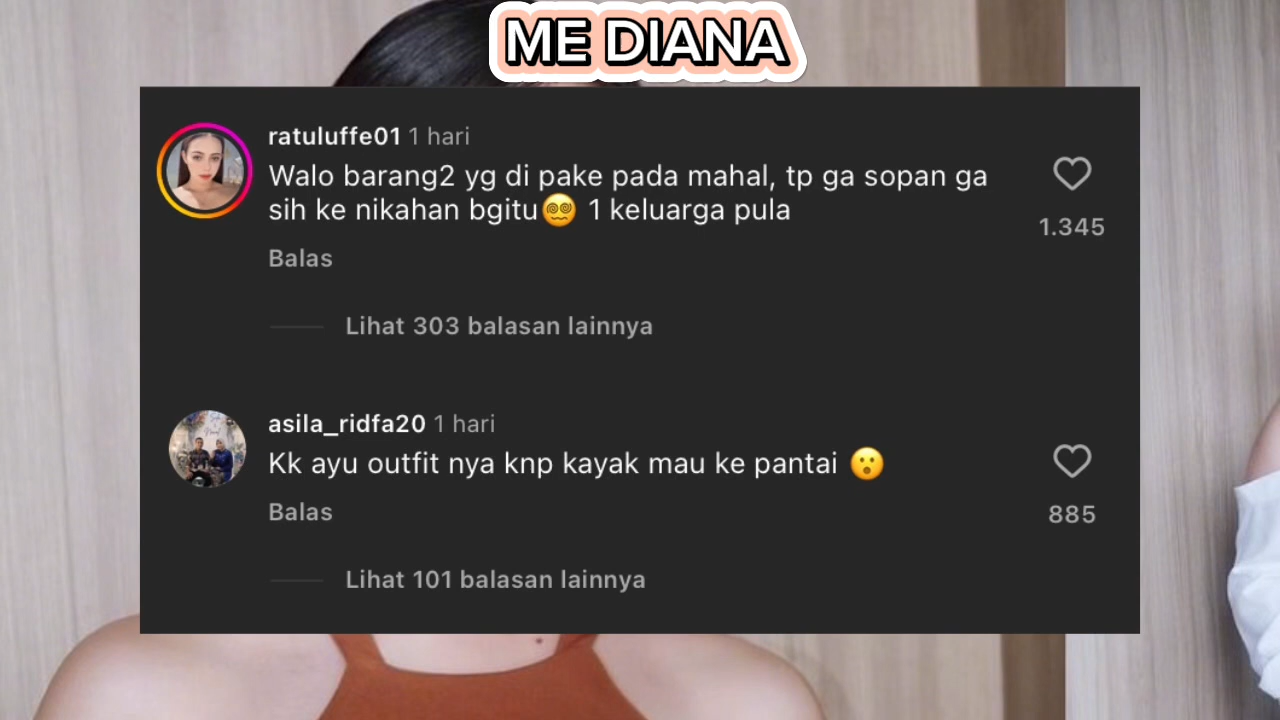 ME DIANA
ratuluffe01 1 hari
Walo barang2 yg di pake pada mahal, tp ga sopan ga
sih ke nikahan bgitu😵‍💫 1 keluarga pula
1.345
Balas
Lihat 303 balasan lainnya
asila_ridfa20 1 hari
Kk ayu outfit nya knp kayak mau ke pantai 😮
Balas
885
Lihat 101 balasan lainnya